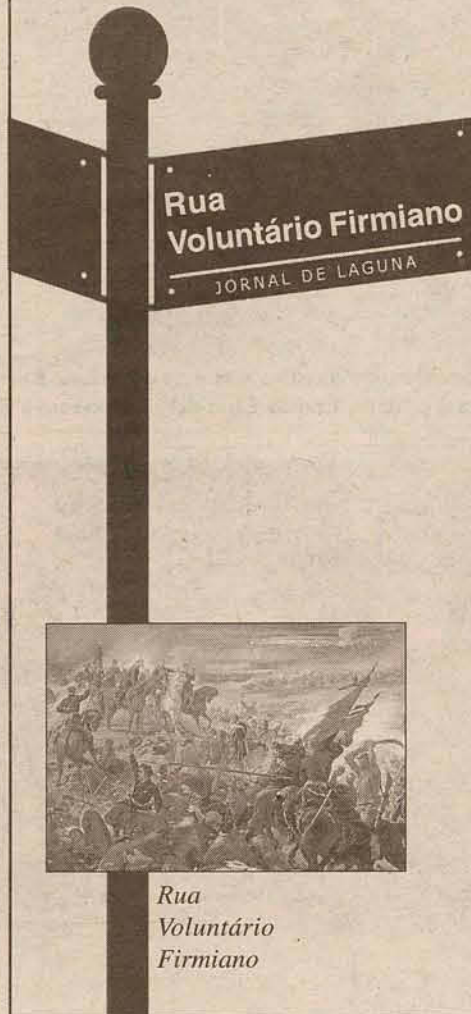 Rua
Voluntário Firmiano
JORNAL DE LAGUNA
Rua
Voluntário
Firmiano